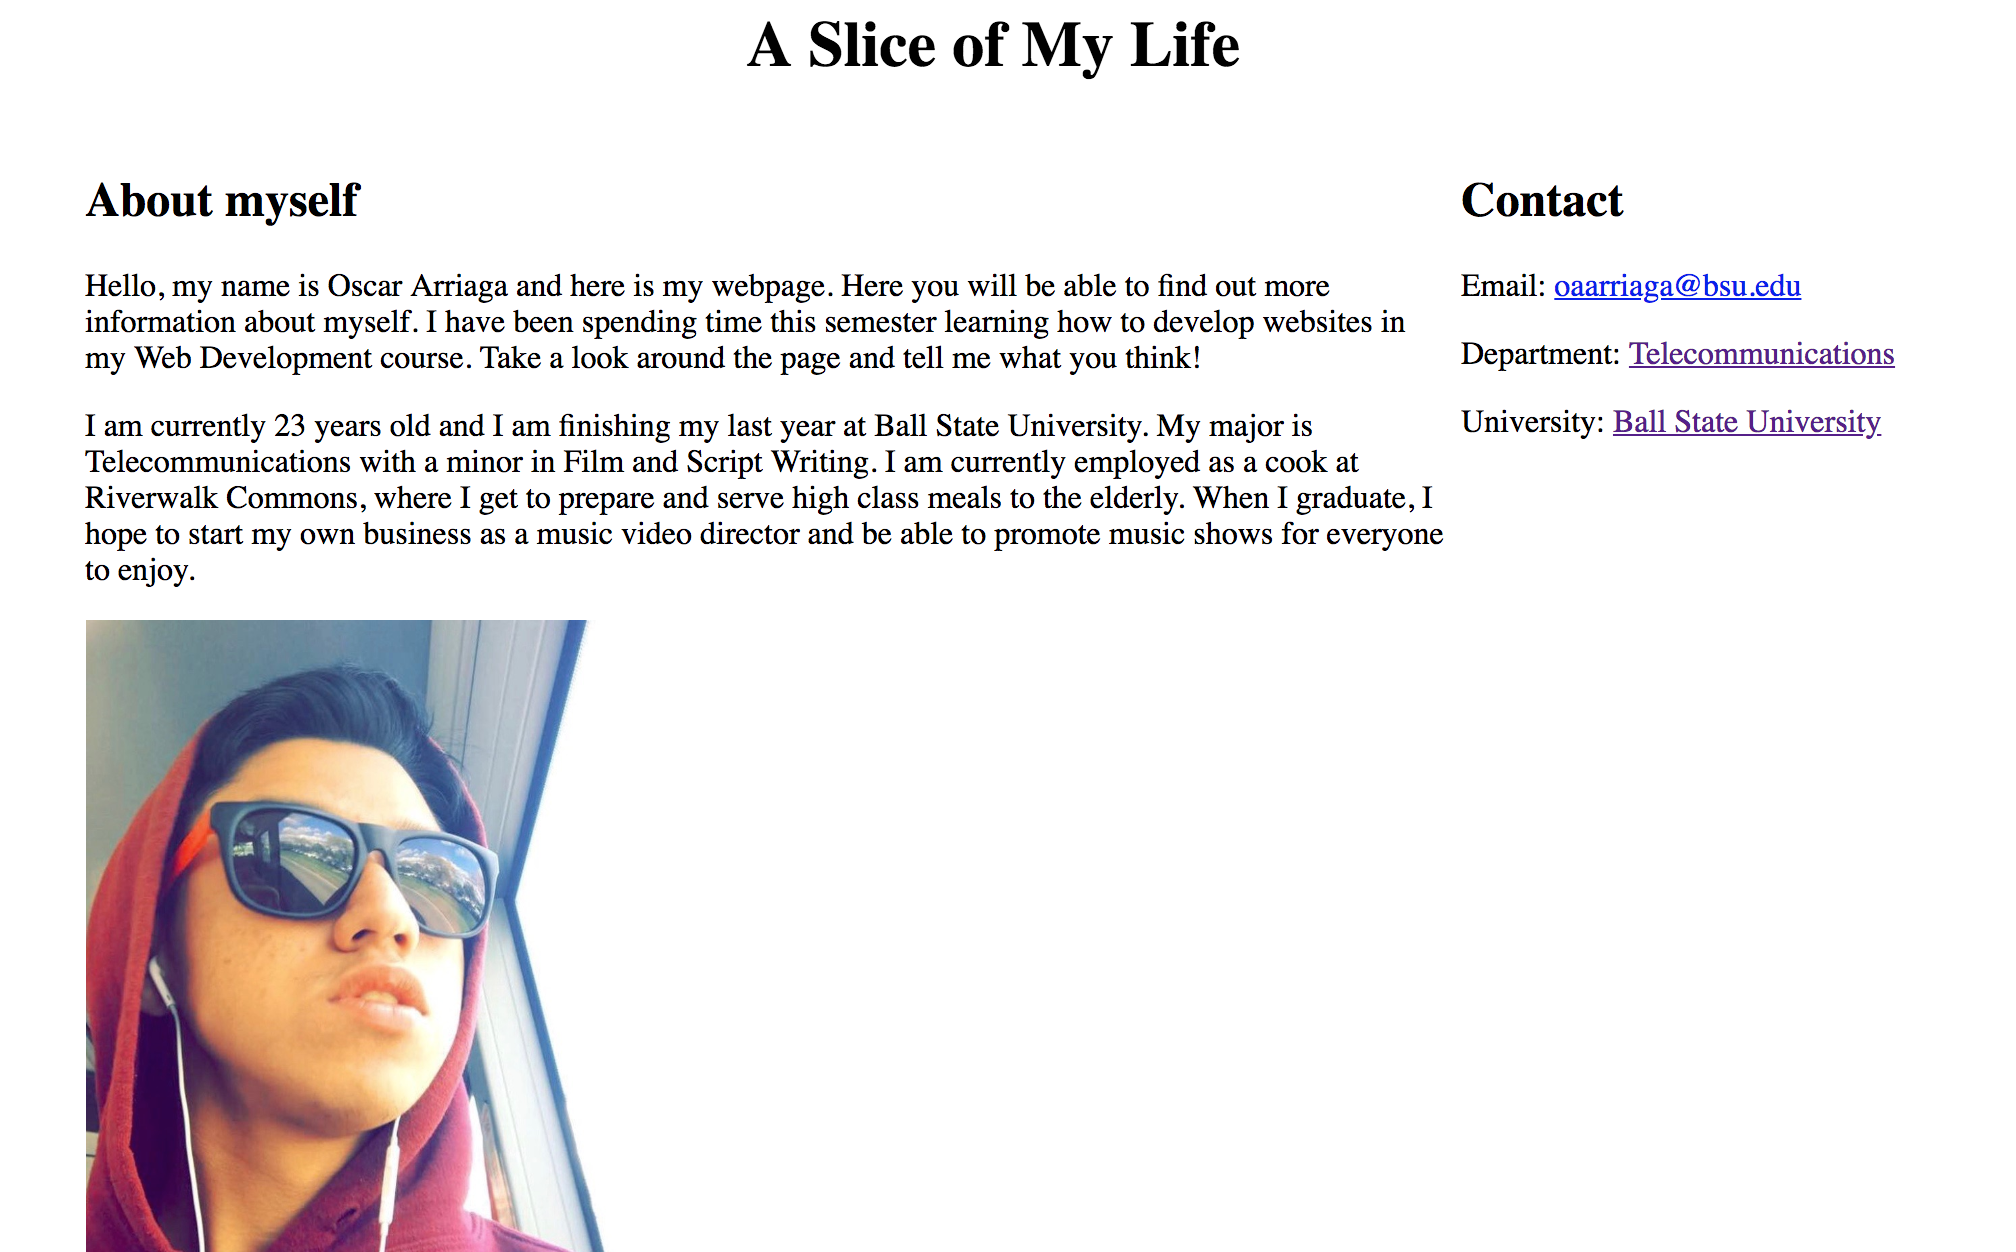 A Slice of My Life
About myself
Hello, my name is Oscar Arriaga and here is my webpage. Here you will be able to find out more
information about myself. I have been spending time this semester learning how to develop websites in
my Web Development course. Take a look around the page and tell me what you think!
I am currently 23 years old and I am finishing my last year at Ball State University. My major is
Telecommunications with a minor in Film and Script Writing. I am currently employed as a cook at
Riverwalk Commons, where I get to prepare and serve high class meals to the elderly. When I graduate, I
hope to start my own business as a music video director and be able to promote music shows for everyone
to enjoy.
Contact
Email: oaarriaga@bsu.edu
Department: Telecommunications
University: Ball State University